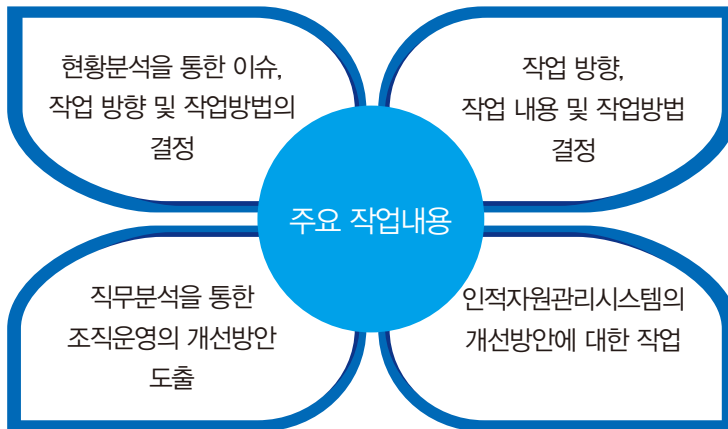 현황분석을 통한 이슈,
작업 방향 및 작업방법의
결정
작업 방향,
작업 내용 및 작업방법
결정
주요 작업내용
직무분석을 통한
조직운영의 개선방안
도출
인적자원관리시스템의
개선방안에 대한 작업